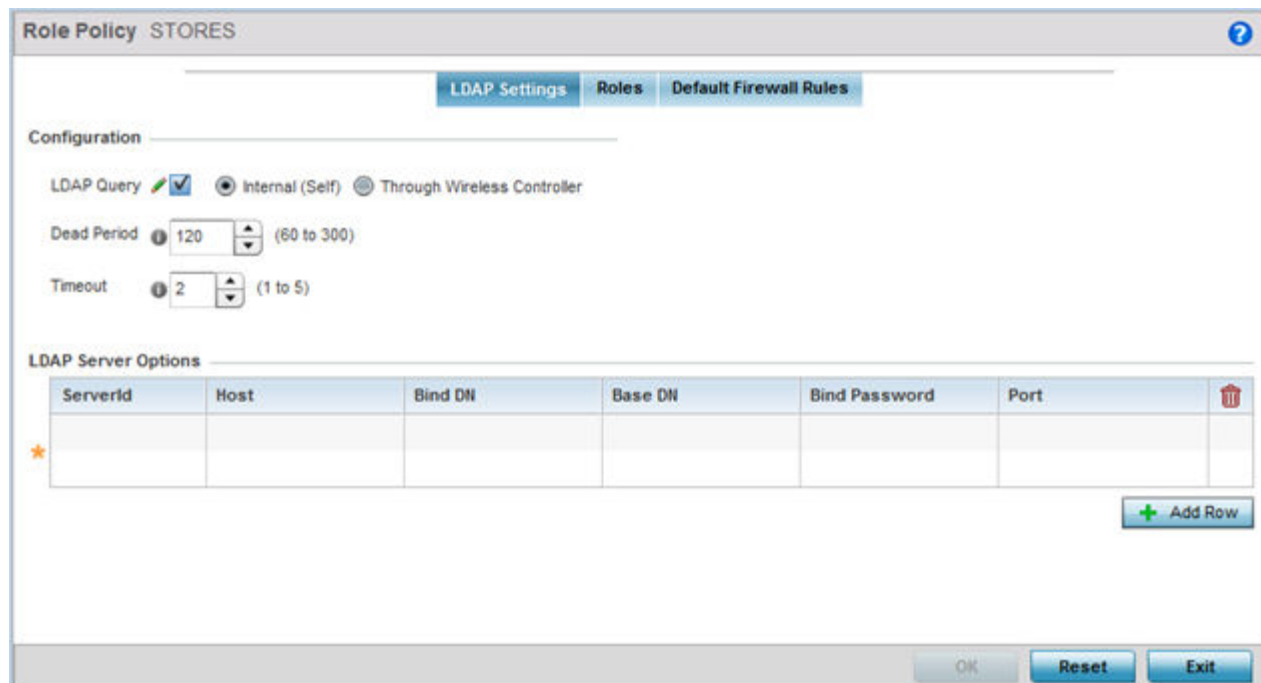 Role Policy STORES
?
LDAP Settings Roles Default Firewall Rules
Configuration
LDAP Query Internal (Self) Through Wireless Controller
Dead Period i 120 (60 to 300)
Timeout i 2 (1 to 5)
LDAP Server Options
ServerId Host Bind DN Base DN Bind Password Port
*
+ Add Row
OK Reset Exit